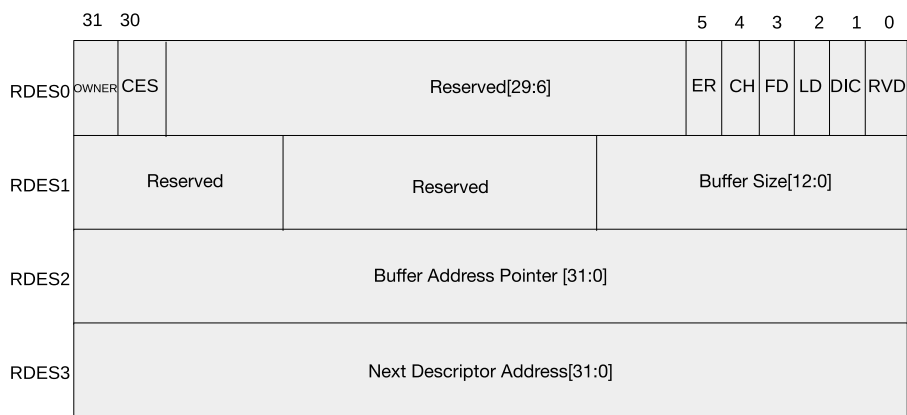 31 30 5 4 3 2 1 0
RDES0 OWNER CES Reserved[29:6] ER CH FD LD DIC RVD
RDES1 Reserved Reserved Buffer Size[12:0]
RDES2 Buffer Address Pointer [31:0]
RDES3 Next Descriptor Address[31:0]